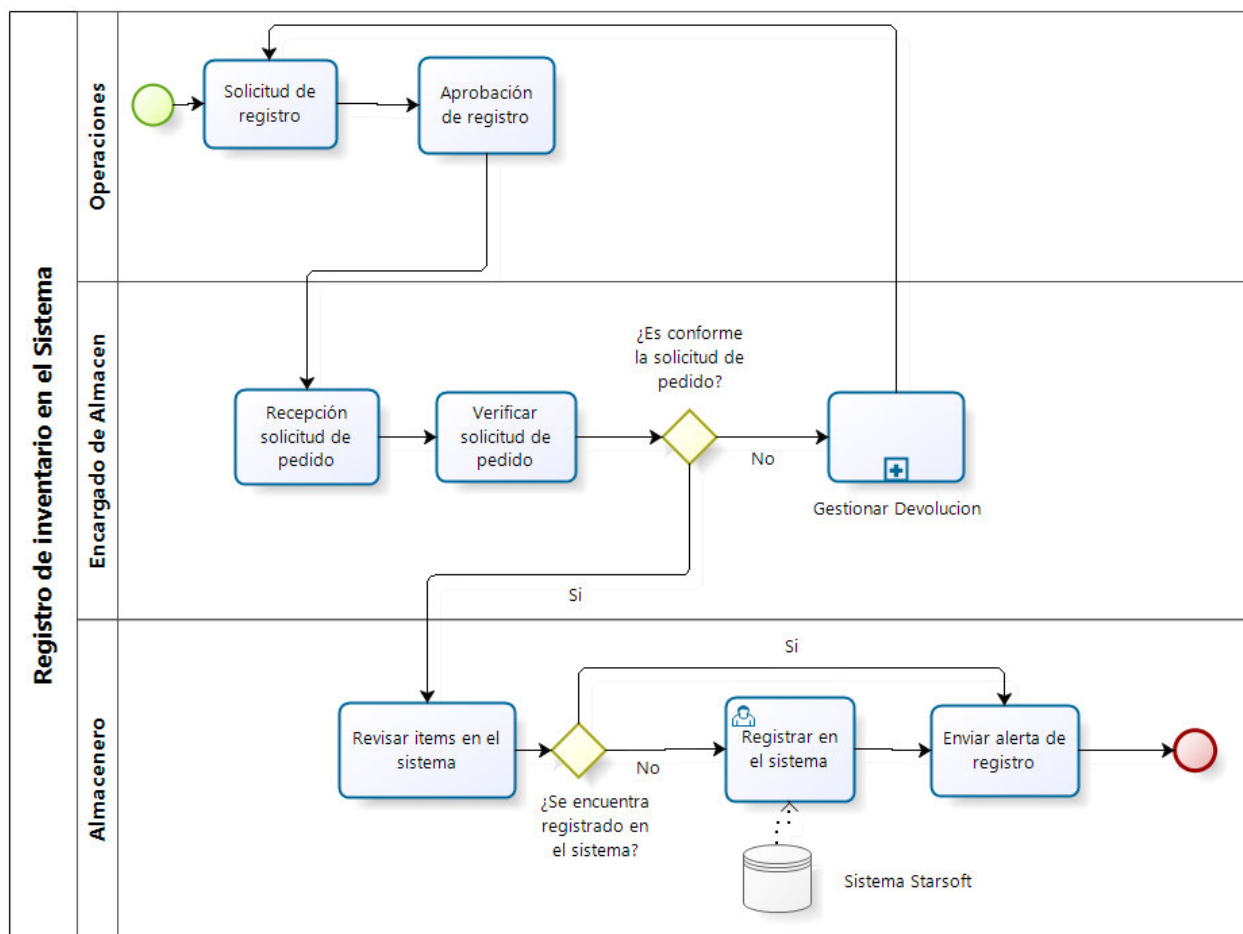 Registro de inventario en el Sistema
Operaciones
Solicitud de
registro
Aprobación
de registro
Encargado de Almacen
Recepción
solicitud de
pedido
Verificar
solicitud de
pedido
¿Es conforme
la solicitud de
pedido?
No
Gestionar Devolucion
Si
Almacenero
Revisar items en el
sistema
¿Se encuentra
registrado en
el sistema?
Si
No
Registrar en
el sistema
Enviar alerta de
registro
Sistema Starsoft